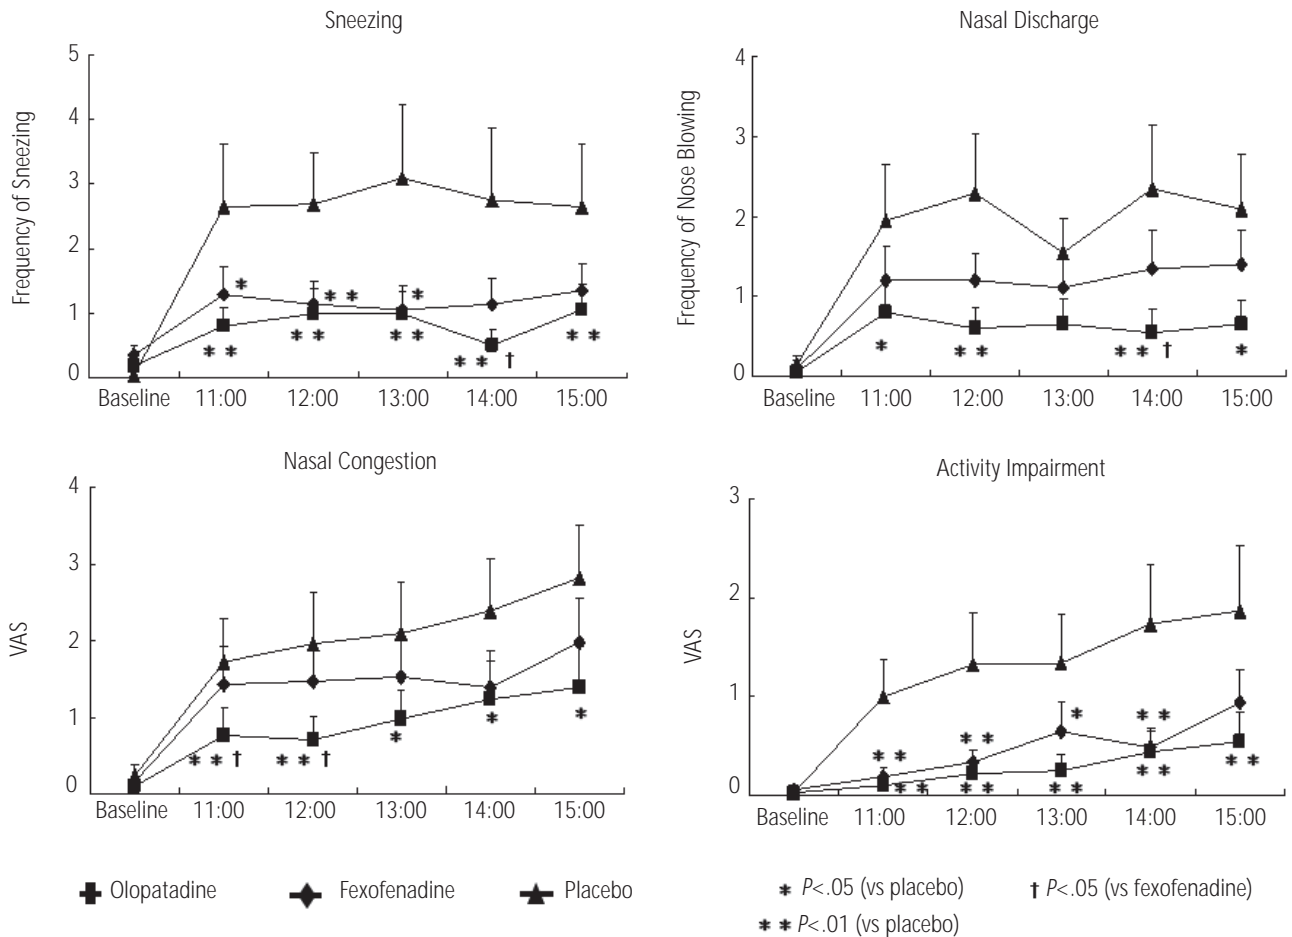 Sneezing
Frequency of Sneezing
5
4
3
2
1
0
* ** *
** ** ** ** † **
Baseline 11:00 12:00 13:00 14:00 15:00
Nasal Discharge
Frequency of Nose Blowing
4
3
2
1
0
* ** ** † *
Baseline 11:00 12:00 13:00 14:00 15:00
Nasal Congestion
VAS
4
3
2
1
0
** † ** † * * *
Baseline 11:00 12:00 13:00 14:00 15:00
Activity Impairment
VAS
3
2
1
0
** ** * **
** ** ** ** **
Baseline 11:00 12:00 13:00 14:00 15:00
Olopatadine Fexofenadine Placebo
* P<.05 (vs placebo) † P<.05 (vs fexofenadine)
** P<.01 (vs placebo)